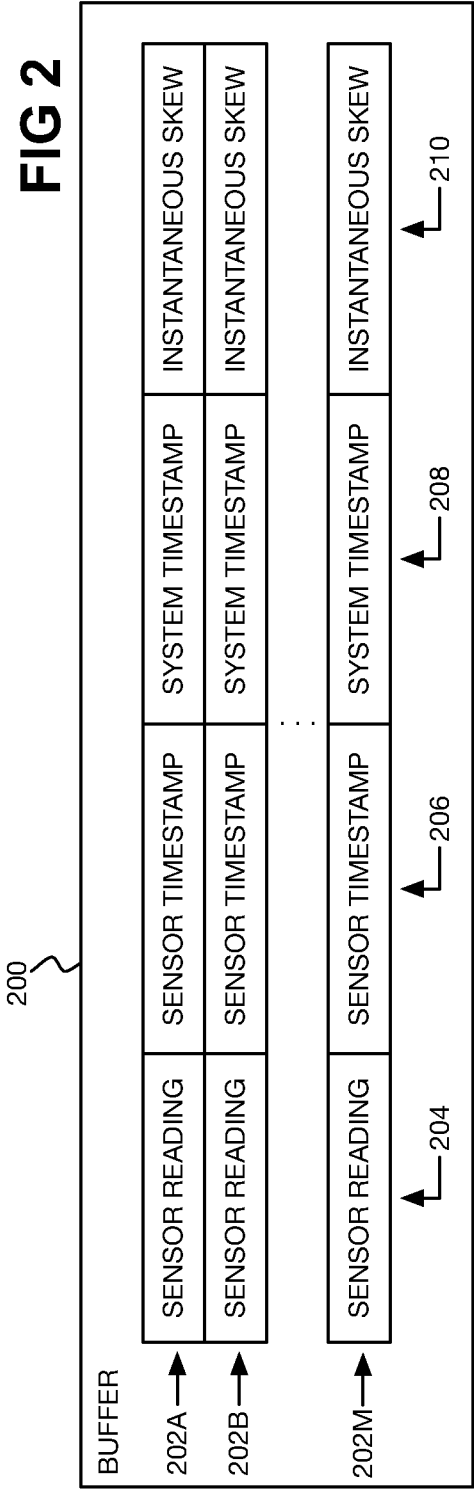 FIG 2
200
BUFFER
202A SENSOR READING SENSOR TIMESTAMP SYSTEM TIMESTAMP INSTANTANEOUS SKEW
202B SENSOR READING SENSOR TIMESTAMP SYSTEM TIMESTAMP INSTANTANEOUS SKEW
. . .
202M SENSOR READING SENSOR TIMESTAMP SYSTEM TIMESTAMP INSTANTANEOUS SKEW
204 206 208 210